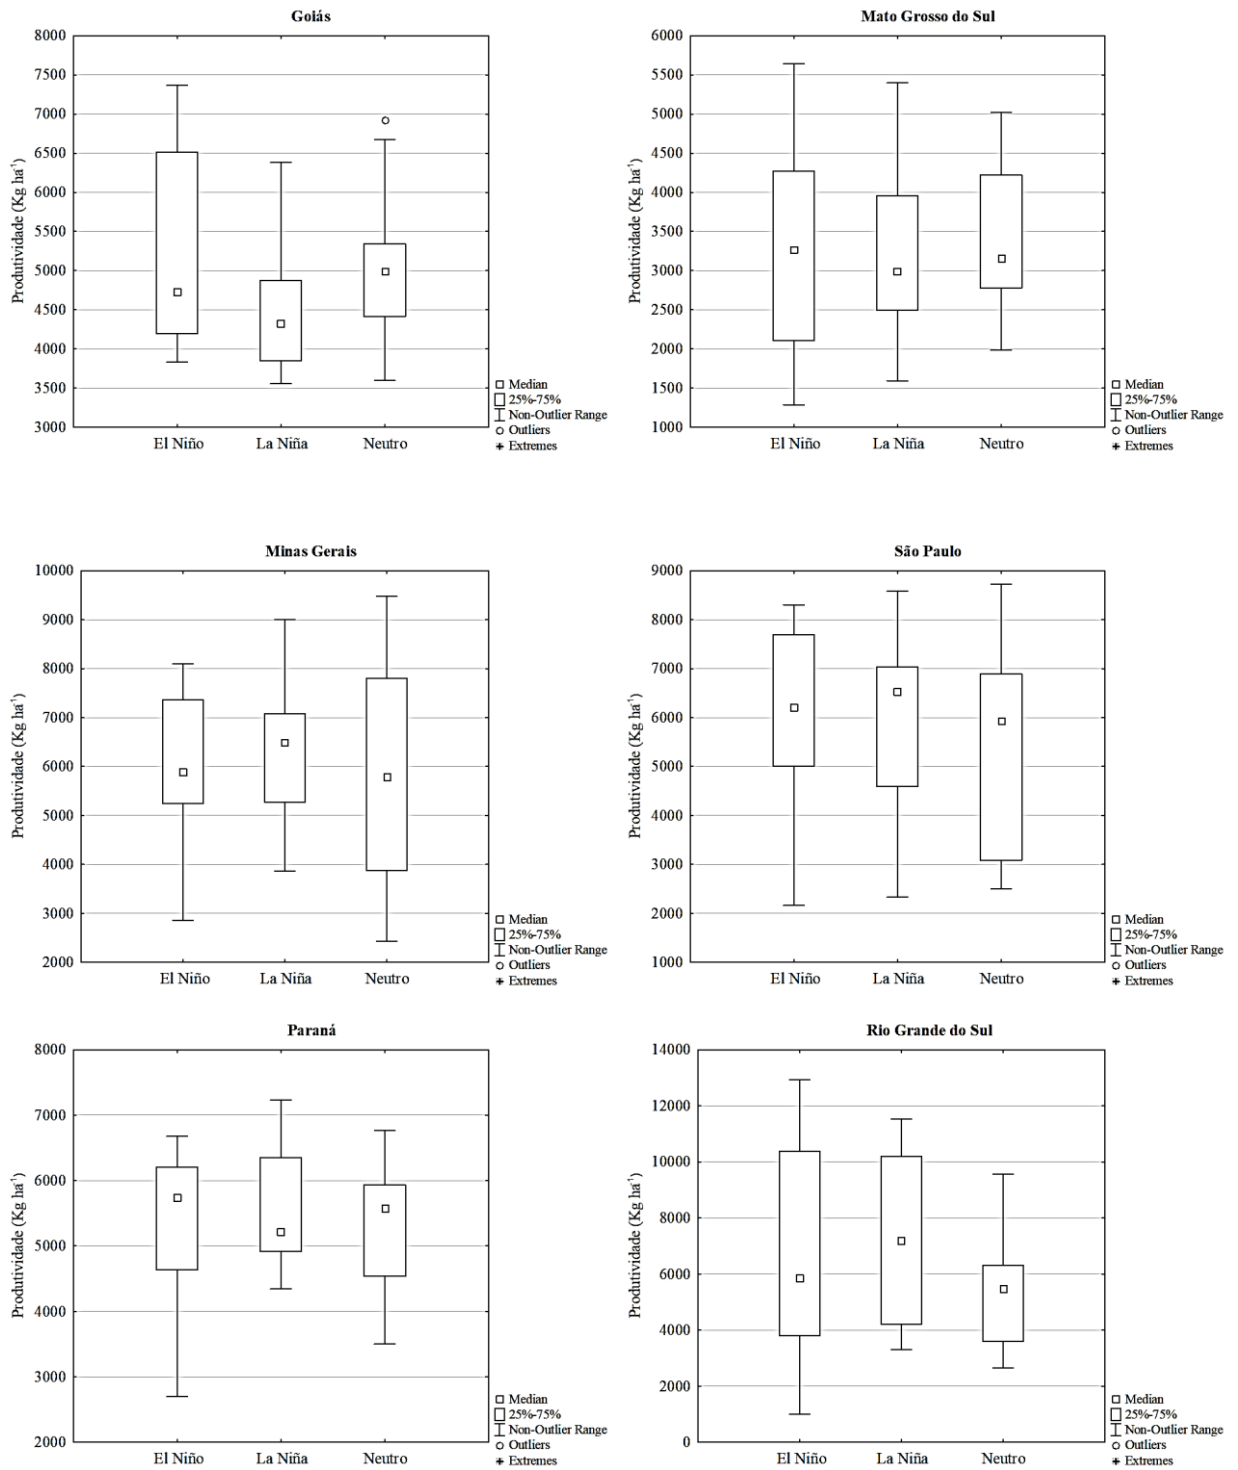 Goiás
8000
7500
7000
6500
6000
5500
5000
4500
4000
3500
3000
Produtividade (Kg ha⁻¹)
El Niño La Niña Neutro
Median
25%-75%
Non-Outlier Range
Outliers
Extremes
Mato Grosso do Sul
6000
5500
5000
4500
4000
3500
3000
2500
2000
1500
1000
Produtividade (Kg ha⁻¹)
El Niño La Niña Neutro
Median
25%-75%
Non-Outlier Range
Outliers
Extremes
Minas Gerais
10000
9000
8000
7000
6000
5000
4000
3000
2000
Produtividade (Kg ha⁻¹)
El Niño La Niña Neutro
Median
25%-75%
Non-Outlier Range
Outliers
Extremes
São Paulo
9000
8000
7000
6000
5000
4000
3000
2000
1000
Produtividade (Kg ha⁻¹)
El Niño La Niña Neutro
Median
25%-75%
Non-Outlier Range
Outliers
Extremes
Paraná
8000
7000
6000
5000
4000
3000
2000
Produtividade (Kg ha⁻¹)
El Niño La Niña Neutro
Median
25%-75%
Non-Outlier Range
Outliers
Extremes
Rio Grande do Sul
14000
12000
10000
8000
6000
4000
2000
0
Produtividade (Kg ha⁻¹)
El Niño La Niña Neutro
Median
25%-75%
Non-Outlier Range
Outliers
Extremes